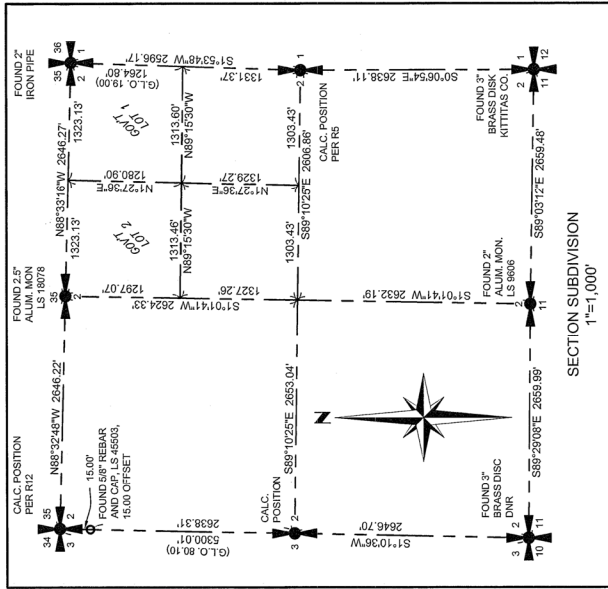 CALC. POSITION
PER R12
FOUND 2.5"
ALUM. MON
LS 18078
FOUND 2"
IRON PIPE
34
35
3
2
N88°32'48"W 2646.22'
35
2
N88°33'16"W 2646.27'
1323.13'
1323.13'
35
36
2
1
15.00'
FOUND 5/8" REBAR
AND CAP, LS 45503,
15.00 OFFSET
(G.L.O. 80.10)
5300.01'
2638.31'
S1°01'41"W 2624.33'
1297.07'
1327.26'
GOV'T
LOT 2
N1°27'36"E
1280.90'
N1°27'36"E
1329.27'
GOV'T
LOT 1
1313.46'
N89°15'30"W
1313.60'
N89°15'30"W
(G.L.O. 19.00)
1264.80'
S1°53'48"W 2596.17'
1331.37'
CALC.
POSITION
3
2
S89°10'25"E 2653.04'
1303.43'
S89°10'25"E 2606.86'
1303.43'
2
1
CALC. POSITION
PER R5
N
S1°10'36"W 2646.70'
S1°01'41"W 2632.19'
S0°06'54"E 2638.11'
FOUND 3"
BRASS DISC
DNR
FOUND 2"
ALUM. MON.
LS 9606
FOUND 3"
BRASS DISK
KITTITAS CO.
3
2
10
11
S89°29'08"E 2659.99'
2
11
S89°03'12"E 2659.48'
2
1
11
12
SECTION SUBDIVISION
1"=1,000'